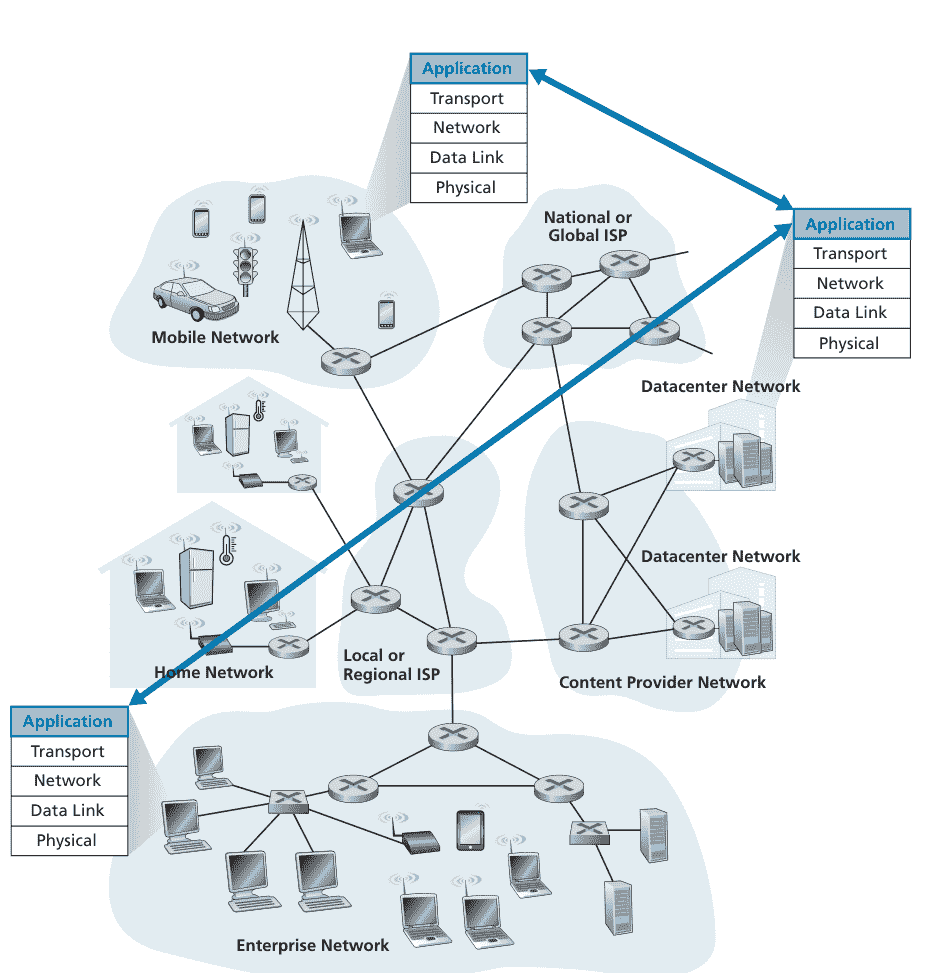 Application
Transport
Network
Data Link
Physical
National or
Global ISP
Application
Transport
Network
Data Link
Physical
Mobile Network
Datacenter Network
Datacenter Network
Home Network
Local or
Regional ISP
Content Provider Network
Application
Transport
Network
Data Link
Physical
Enterprise Network